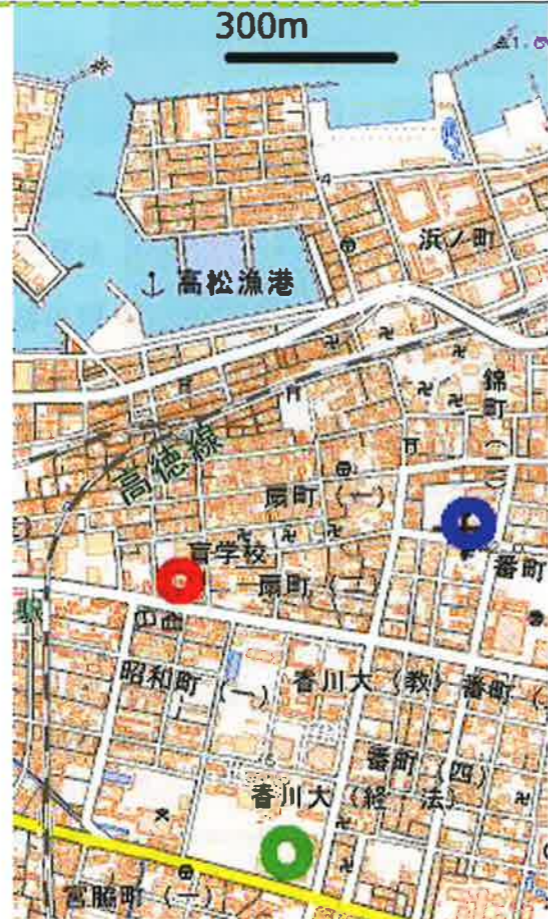 300m
浜ノ町
高松漁港
錦町
高徳線
扇町(一)
盲学校
扇町(二)
番町
昭和町(一)
香川大(教)
番町(
番町(四)
香川大(経・法)
宮脇町(一)